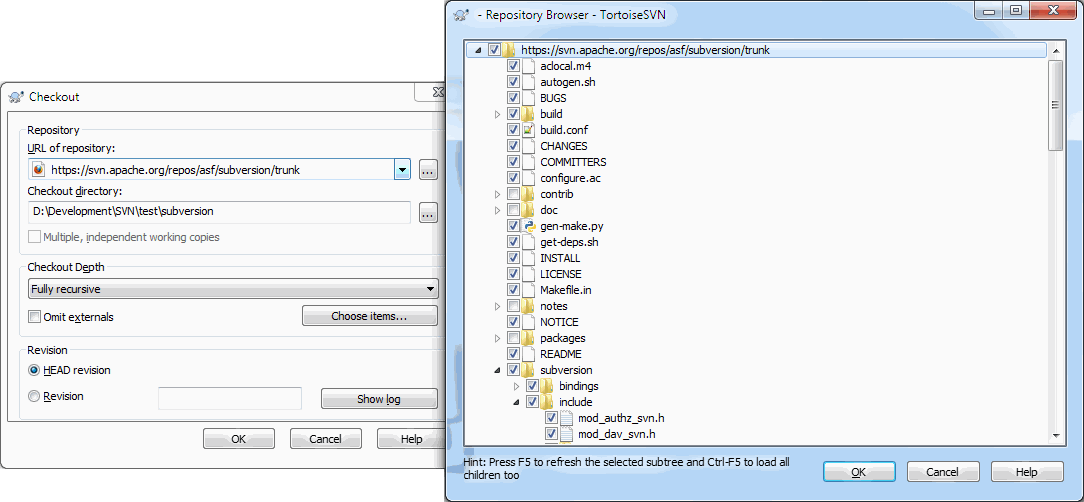 Checkout
Repository
URL of repository:
https://svn.apache.org/repos/asf/subversion/trunk
...
Checkout directory:
D:\Development\SVN\test\subversion
...
Multiple, independent working copies
Checkout Depth
Fully recursive
Omit externals
Choose items...
Revision
HEAD revision
Revision
Show log
OK
Cancel
Help
- Repository Browser - TortoiseSVN
https://svn.apache.org/repos/asf/subversion/trunk
aclocal.m4
autogen.sh
BUGS
build
build.conf
CHANGES
COMMITTERS
configure.ac
contrib
doc
gen-make.py
get-deps.sh
INSTALL
LICENSE
Makefile.in
notes
NOTICE
packages
README
subversion
bindings
include
mod_authz_svn.h
mod_dav_svn.h
Hint: Press F5 to refresh the selected subtree and Ctrl-F5 to load all
children too
OK
Cancel
Help